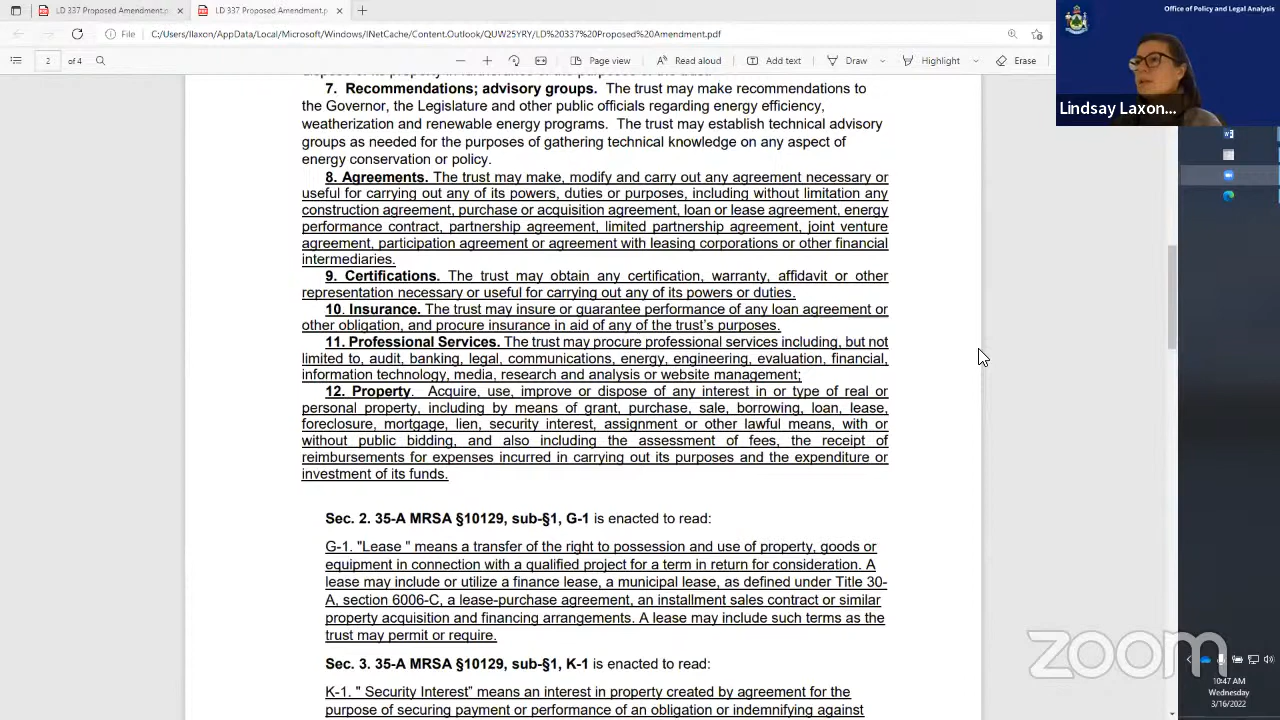 LD 337 Proposed Amendment.p
LD 337 Proposed Amendment.p
Office of Policy and Legal Analysis
File
C:/Users/llaxon/AppData/Local/Microsoft/Windows/INetCache/Content.Outlook/QUW25YRY/LD%20337%20Proposed%20Amendment.pdf
2 of 4
Page view
Read aloud
Add text
Draw
Highlight
Erase
Lindsay Laxon...
7. Recommendations; advisory groups. The trust may make recommendations to
the Governor, the Legislature and other public officials regarding energy efficiency,
weatherization and renewable energy programs. The trust may establish technical advisory
groups as needed for the purposes of gathering technical knowledge on any aspect of
energy conservation or policy.
8. Agreements. The trust may make, modify and carry out any agreement necessary or
useful for carrying out any of its powers, duties or purposes, including without limitation any
construction agreement, purchase or acquisition agreement, loan or lease agreement, energy
performance contract, partnership agreement, limited partnership agreement, joint venture
agreement, participation agreement or agreement with leasing corporations or other financial
intermediaries.
9. Certifications. The trust may obtain any certification, warranty, affidavit or other
representation necessary or useful for carrying out any of its powers or duties.
10. Insurance. The trust may insure or guarantee performance of any loan agreement or
other obligation, and procure insurance in aid of any of the trust's purposes.
11. Professional Services. The trust may procure professional services including, but not
limited to, audit, banking, legal, communications, energy, engineering, evaluation, financial,
information technology, media, research and analysis or website management;
12. Property. Acquire, use, improve or dispose of any interest in or type of real or
personal property, including by means of grant, purchase, sale, borrowing, loan, lease,
foreclosure, mortgage, lien, security interest, assignment or other lawful means, with or
without public bidding, and also including the assessment of fees, the receipt of
reimbursements for expenses incurred in carrying out its purposes and the expenditure or
investment of its funds.
Sec. 2. 35-A MRSA §10129, sub-§1, G-1 is enacted to read:
G-1. "Lease " means a transfer of the right to possession and use of property, goods or
equipment in connection with a qualified project for a term in return for consideration. A
lease may include or utilize a finance lease, a municipal lease, as defined under Title 30-
A, section 6006-C, a lease-purchase agreement, an installment sales contract or similar
property acquisition and financing arrangements. A lease may include such terms as the
trust may permit or require.
Sec. 3. 35-A MRSA §10129, sub-§1, K-1 is enacted to read:
K-1. " Security Interest" means an interest in property created by agreement for the
purpose of securing payment or performance of an obligation or indemnifying against
zoom
10:47 AM
Wednesday
3/16/2022